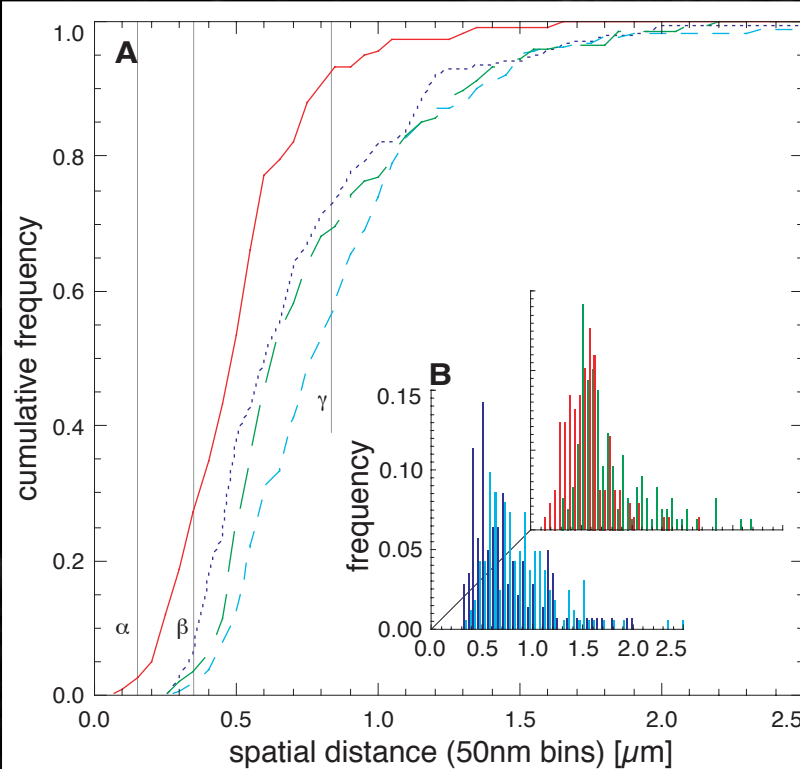 A
1.0
0.8
0.6
0.4
0.2
0.0
cumulative frequency
α
β
γ
B
0.15
0.10
0.05
0.00
frequency
0.0 0.5 1.0 1.5 2.0 2.5
0.0 0.5 1.0 1.5 2.0 2.5
spatial distance (50nm bins) [µm]